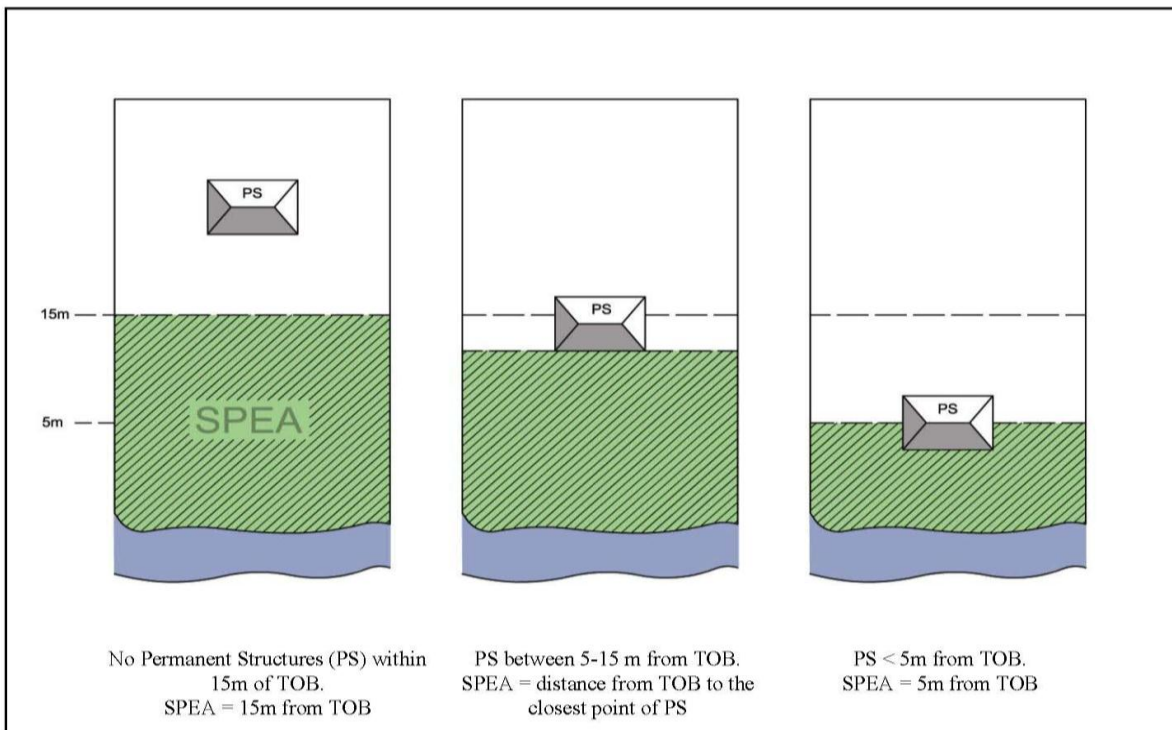 PS
15m
SPEA
5m
No Permanent Structures (PS) within
15m of TOB.
SPEA = 15m from TOB
PS
PS between 5-15 m from TOB.
SPEA = distance from TOB to the
closest point of PS
PS
PS < 5m from TOB.
SPEA = 5m from TOB